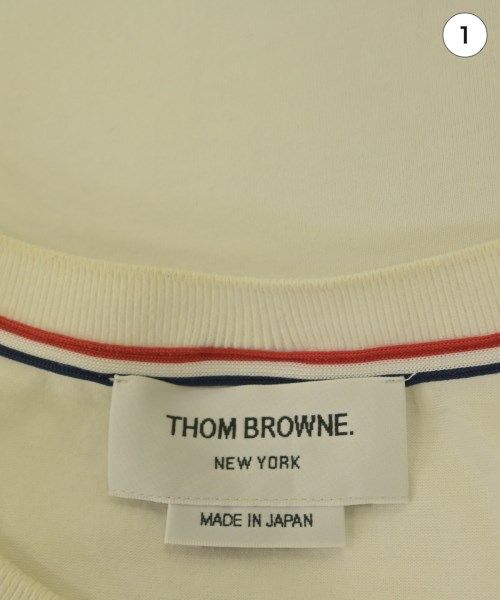 1
THOM BROWNE.
NEW YORK
MADE IN JAPAN